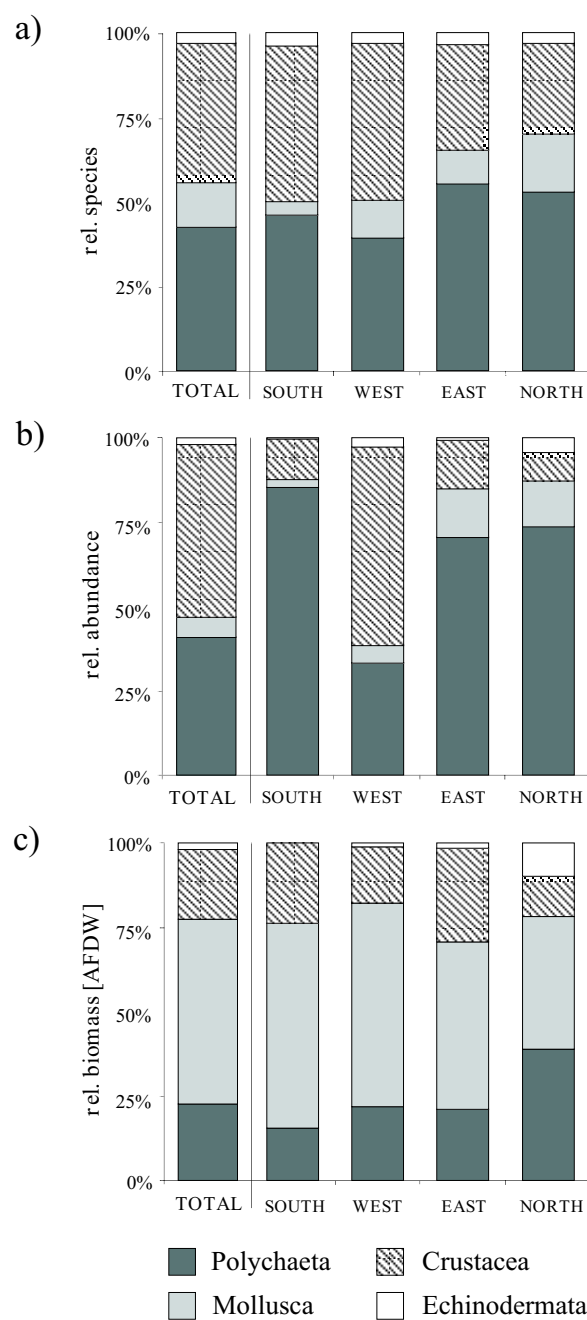 a)
rel. species
100%
75%
50%
25%
0%
TOTAL SOUTH WEST EAST NORTH
b)
rel. abundance
100%
75%
50%
25%
0%
TOTAL SOUTH WEST EAST NORTH
c)
rel. biomass [AFDW]
100%
75%
50%
25%
0%
TOTAL SOUTH WEST EAST NORTH
Polychaeta Crustacea
Mollusca Echinodermata